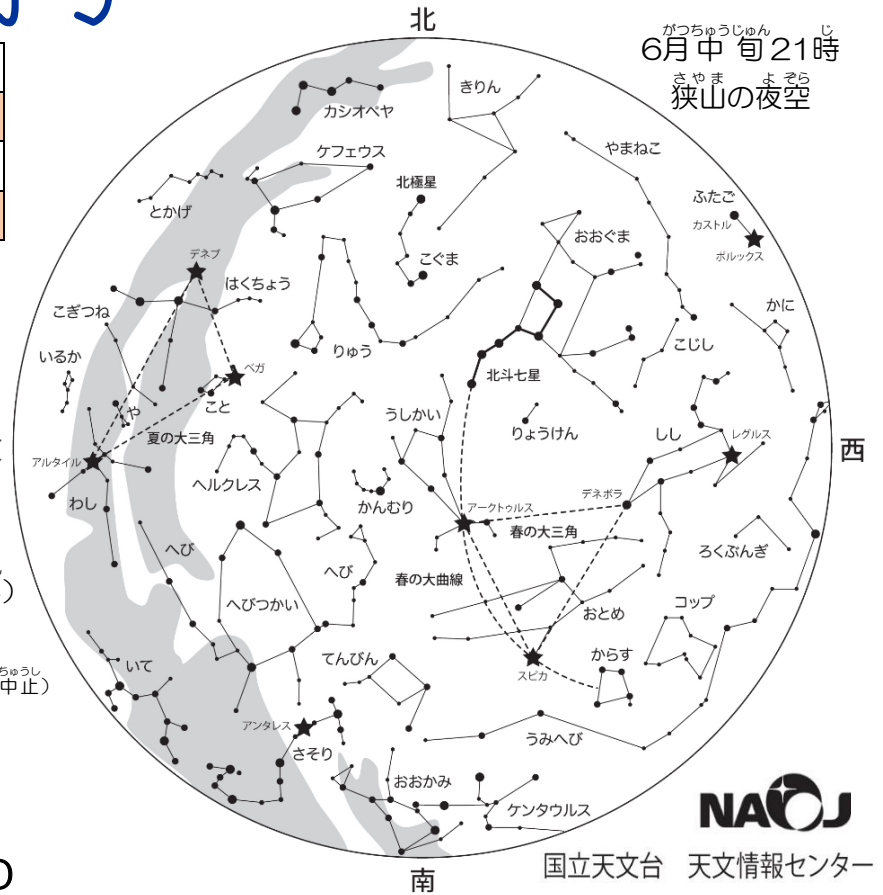 北
がつちゅうじゅん じ
6月中旬21時
さやま よぞら
狭山の夜空
きりん
カシオペヤ
ケフェウス
やまねこ
北極星
ふたご
カストル
ポルックス
とかげ
おおぐま
こぐま
デネブ
はくちょう
こぎつね
かに
りゅう
こじし
いるか
ベガ
北斗七星
こと
や
うしかい
りょうけん
しし
レグルス
夏の大三角
西
アルタイル
ヘルクレス
かんむり
デネボラ
わし
アークトゥルス
春の大三角
へび
へび
春の大曲線
ろくぶんぎ
へびつかい
おとめ
コップ
いて
てんびん
スピカ
からす
ちゅうし
中止）
アンタレス
さそり
うみへび
おおかみ
ケンタウルス
NAOJ
国立天文台 天文情報センター
南